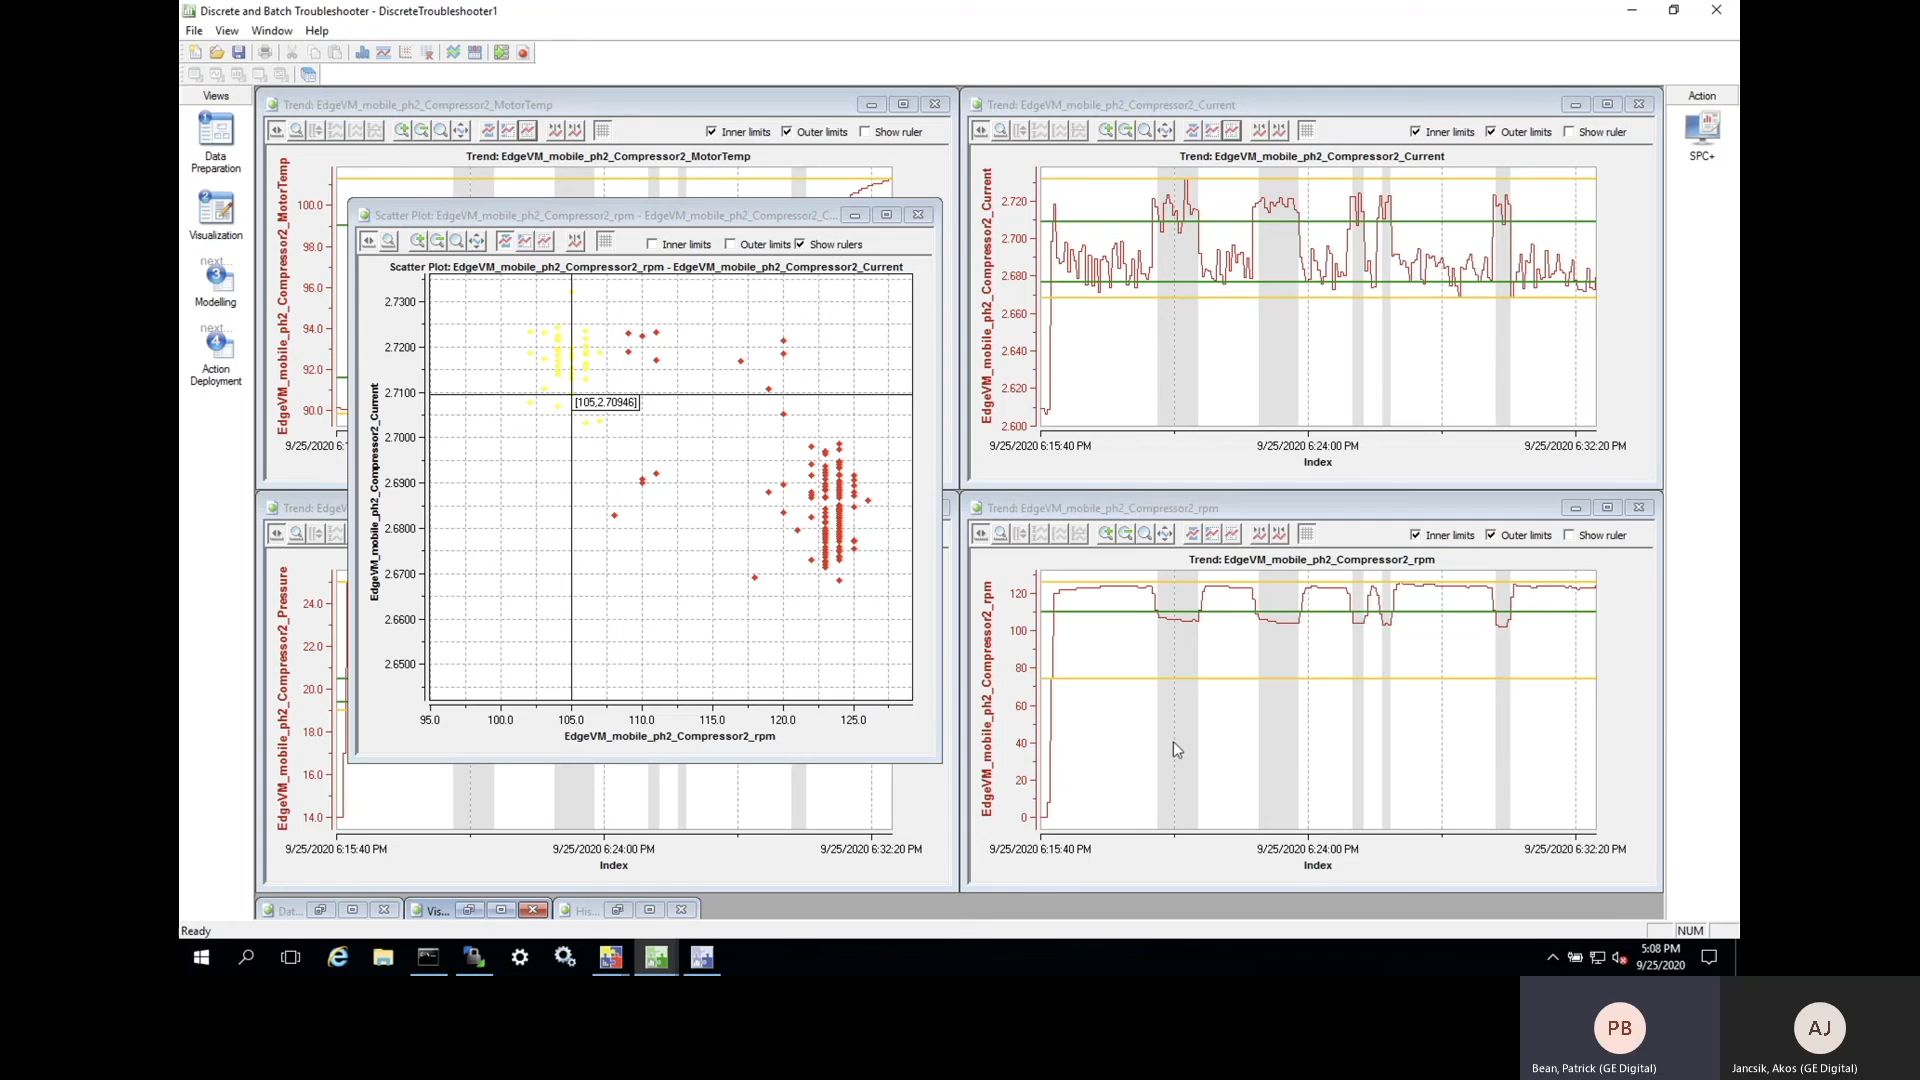 Discrete and Batch Troubleshooter - DiscreteTroubleshooter1
File View Window Help
Views
Data
Preparation
Visualization
next...
Modelling
next...
Action
Deployment
Trend: EdgeVM_mobile_ph2_Compressor2_MotorTemp
Inner limits Outer limits Show ruler
Trend: EdgeVM_mobile_ph2_Compressor2_MotorTemp
EdgeVM_mobile_ph2_Compressor2_MotorTemp
100.0
98.0
96.0
94.0
92.0
90.0
Trend: EdgeVM_mobile_ph2_Compressor2_Current
Inner limits Outer limits Show ruler
Trend: EdgeVM_mobile_ph2_Compressor2_Current
EdgeVM_mobile_ph2_Compressor2_Current
2.720
2.700
2.680
2.660
2.640
2.620
2.600
9/25/2020 6:15:40 PM 9/25/2020 6:24:00 PM 9/25/2020 6:32:20 PM
Index
Action
SPC+
Scatter Plot: EdgeVM_mobile_ph2_Compressor2_rpm - EdgeVM_mobile_ph2_Compressor2_C...
Inner limits Outer limits Show rulers
Scatter Plot: EdgeVM_mobile_ph2_Compressor2_rpm - EdgeVM_mobile_ph2_Compressor2_Current
EdgeVM_mobile_ph2_Compressor2_Current
2.7300
2.7200
2.7100
2.7000
2.6900
2.6800
2.6700
2.6600
2.6500
[105,2.70946]
95.0 100.0 105.0 110.0 115.0 120.0 125.0
EdgeVM_mobile_ph2_Compressor2_rpm
9/25/2020 6:
Trend: EdgeV
EdgeVM_mobile_ph2_Compressor2_Pressure
24.0
22.0
20.0
18.0
16.0
14.0
9/25/2020 6:15:40 PM 9/25/2020 6:24:00 PM 9/25/2020 6:32:20 PM
Index
Trend: EdgeVM_mobile_ph2_Compressor2_rpm
Inner limits Outer limits Show ruler
Trend: EdgeVM_mobile_ph2_Compressor2_rpm
EdgeVM_mobile_ph2_Compressor2_rpm
120
100
80
60
40
20
0
9/25/2020 6:15:40 PM 9/25/2020 6:24:00 PM 9/25/2020 6:32:20 PM
Index
Dat... Vis... His...
Ready
NUM
5:08 PM
9/25/2020
PB
Bean, Patrick (GE Digital)
AJ
Jancsik, Akos (GE Digital)